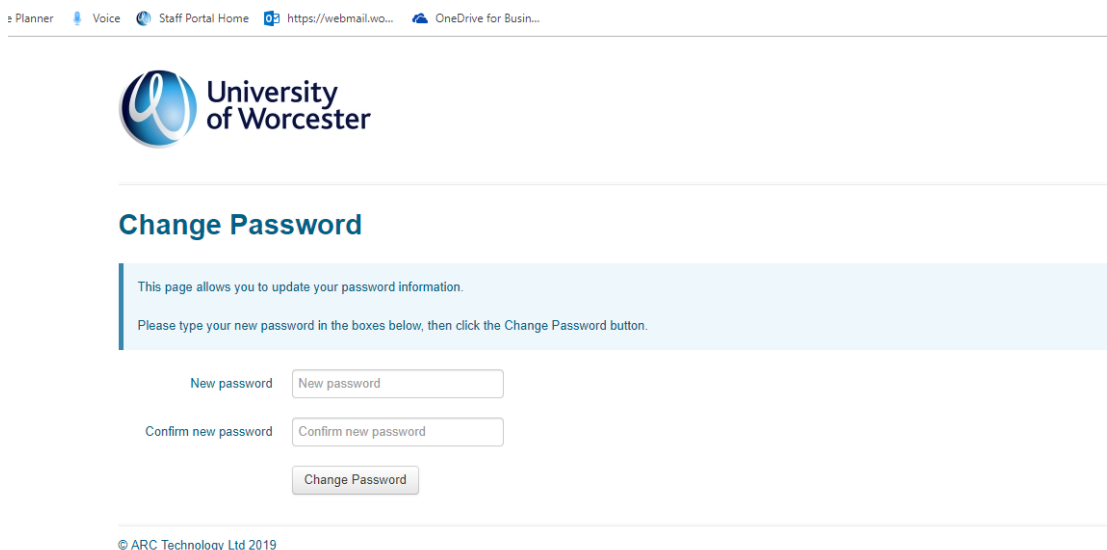 e Planner Voice Staff Portal Home https://webmail.wo... OneDrive for Busin...
University
of Worcester
Change Password
This page allows you to update your password information.
Please type your new password in the boxes below, then click the Change Password button.
New password New password
Confirm new password Confirm new password
Change Password
© ARC Technology Ltd 2019